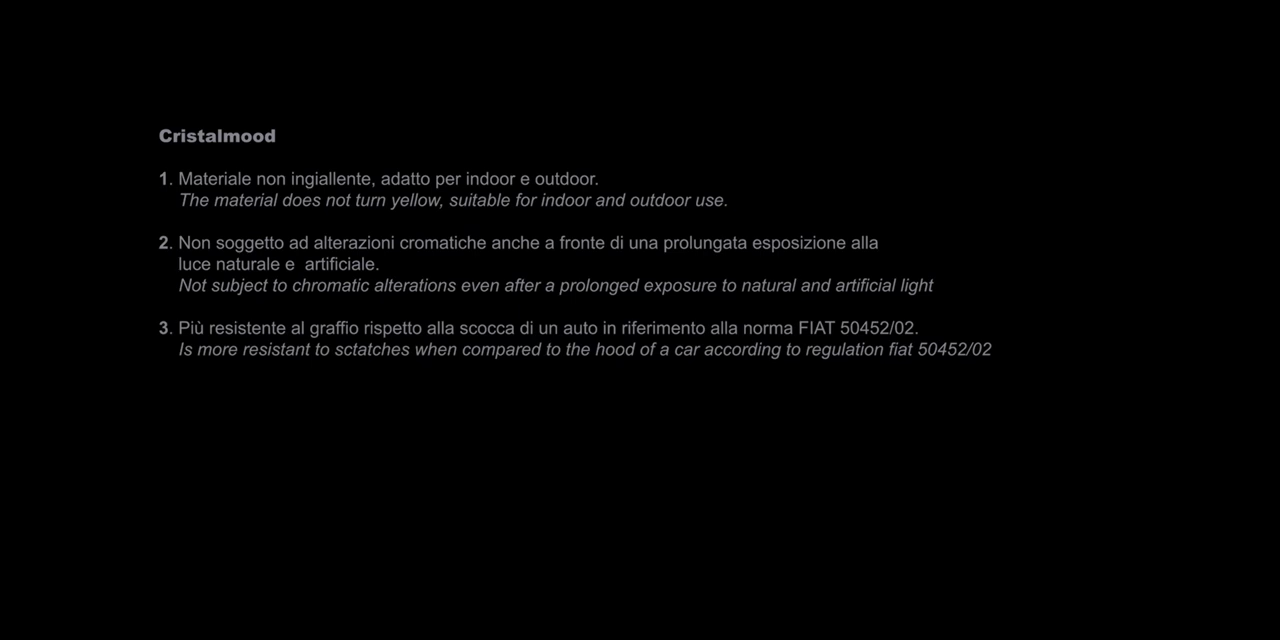 Cristalmood
1. Materiale non ingiallente, adatto per indoor e outdoor.
The material does not turn yellow, suitable for indoor and outdoor use.
2. Non soggetto ad alterazioni cromatiche anche a fronte di una prolungata esposizione alla
luce naturale e  artificiale.
Not subject to chromatic alterations even after a prolonged exposure to natural and artificial light
3. Più resistente al graffio rispetto alla scocca di un auto in riferimento alla norma FIAT 50452/02.
Is more resistant to sctatches when compared to the hood of a car according to regulation fiat 50452/02